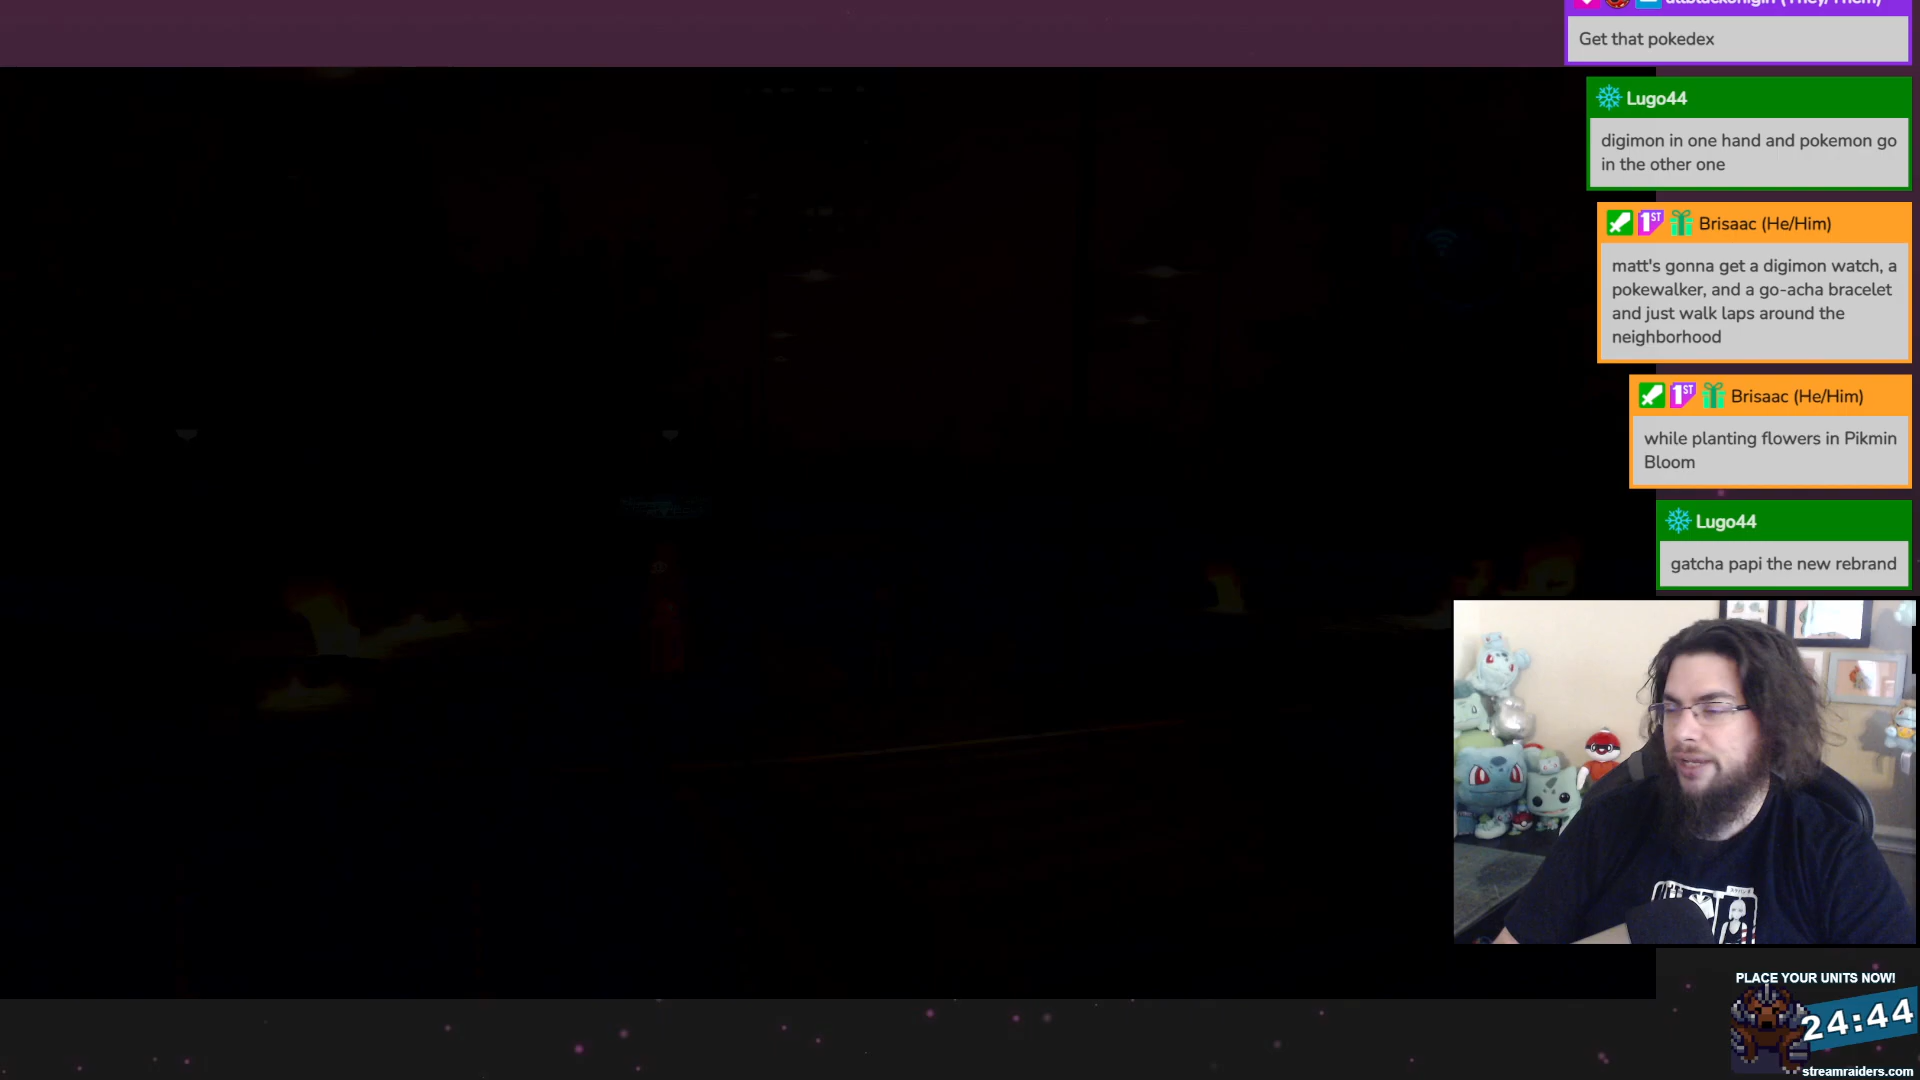 Get that pokedex
Lugo44
digimon in one hand and pokemon go
in the other one
1ST Brisaac (He/Him)
matt's gonna get a digimon watch, a
pokewalker, and a go-acha bracelet
and just walk laps around the
neighborhood
1ST Brisaac (He/Him)
while planting flowers in Pikmin
Bloom
Lugo44
gatcha papi the new rebrand
PLACE YOUR UNITS NOW!
24:44
streamraiders.com